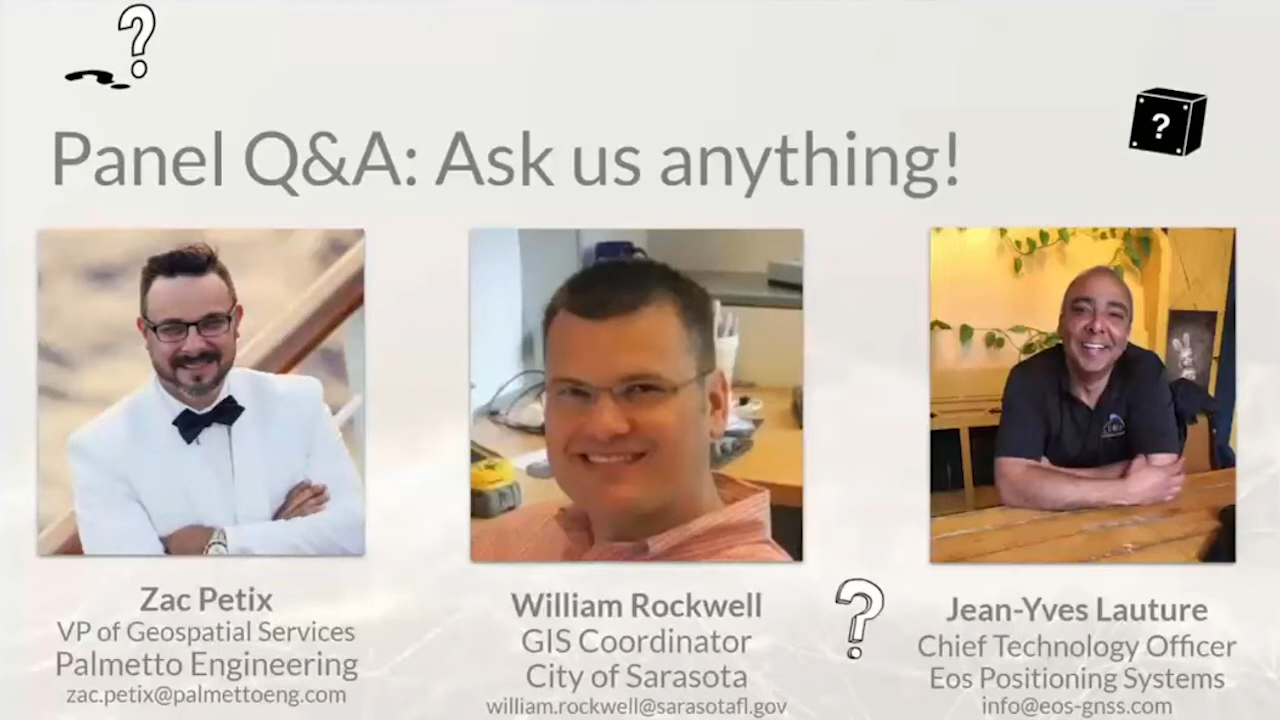 ?
?
Panel Q&A: Ask us anything!
Zac Petix
VP of Geospatial Services
Palmetto Engineering
zac.petix@palmettoeng.com
William Rockwell
GIS Coordinator
City of Sarasota
william.rockwell@sarasotafl.gov
?
Jean-Yves Lauture
Chief Technology Officer
Eos Positioning Systems
info@eos-gnss.com